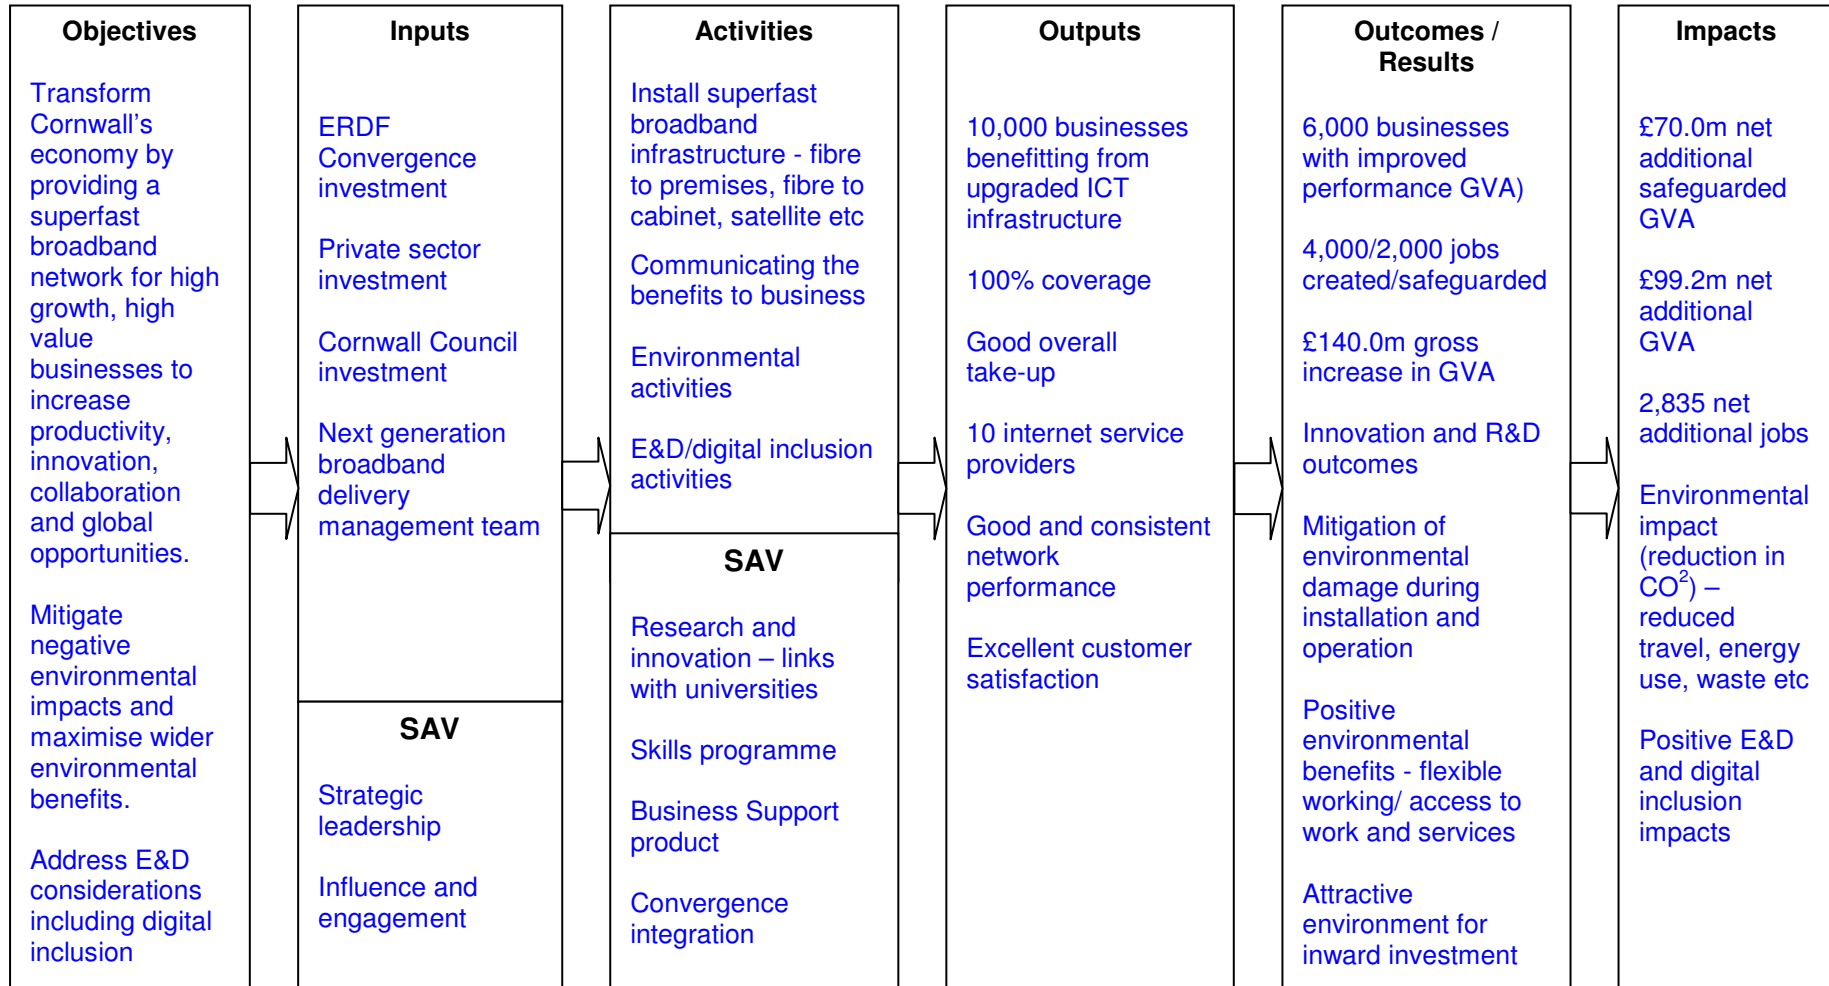 Objectives
Transform
Cornwall's
economy by
providing a
superfast
broadband
network for high
growth, high
value
businesses to
increase
productivity,
innovation,
collaboration
and global
opportunities.
Mitigate
negative
environmental
impacts and
maximise wider
environmental
benefits.
Address E&D
considerations
including digital
inclusion
Inputs
ERDF
Convergence
investment
Private sector
investment
Cornwall Council
investment
Next generation
broadband
delivery
management team
SAV
Strategic
leadership
Influence and
engagement
Activities
Install superfast
broadband
infrastructure - fibre
to premises, fibre to
cabinet, satellite etc
Communicating the
benefits to business
Environmental
activities
E&D/digital inclusion
activities
SAV
Research and
innovation – links
with universities
Skills programme
Business Support
product
Convergence
integration
Outputs
10,000 businesses
benefitting from
upgraded ICT
infrastructure
100% coverage
Good overall
take-up
10 internet service
providers
Good and consistent
network
performance
Excellent customer
satisfaction
Outcomes /
Results
6,000 businesses
with improved
performance GVA)
4,000/2,000 jobs
created/safeguarded
£140.0m gross
increase in GVA
Innovation and R&D
outcomes
Mitigation of
environmental
damage during
installation and
operation
Positive
environmental
benefits - flexible
working/ access to
work and services
Attractive
environment for
inward investment
Impacts
£70.0m net
additional
safeguarded
GVA
£99.2m net
additional
GVA
2,835 net
additional jobs
Environmental
impact
(reduction in
CO²) –
reduced
travel, energy
use, waste etc
Positive E&D
and digital
inclusion
impacts